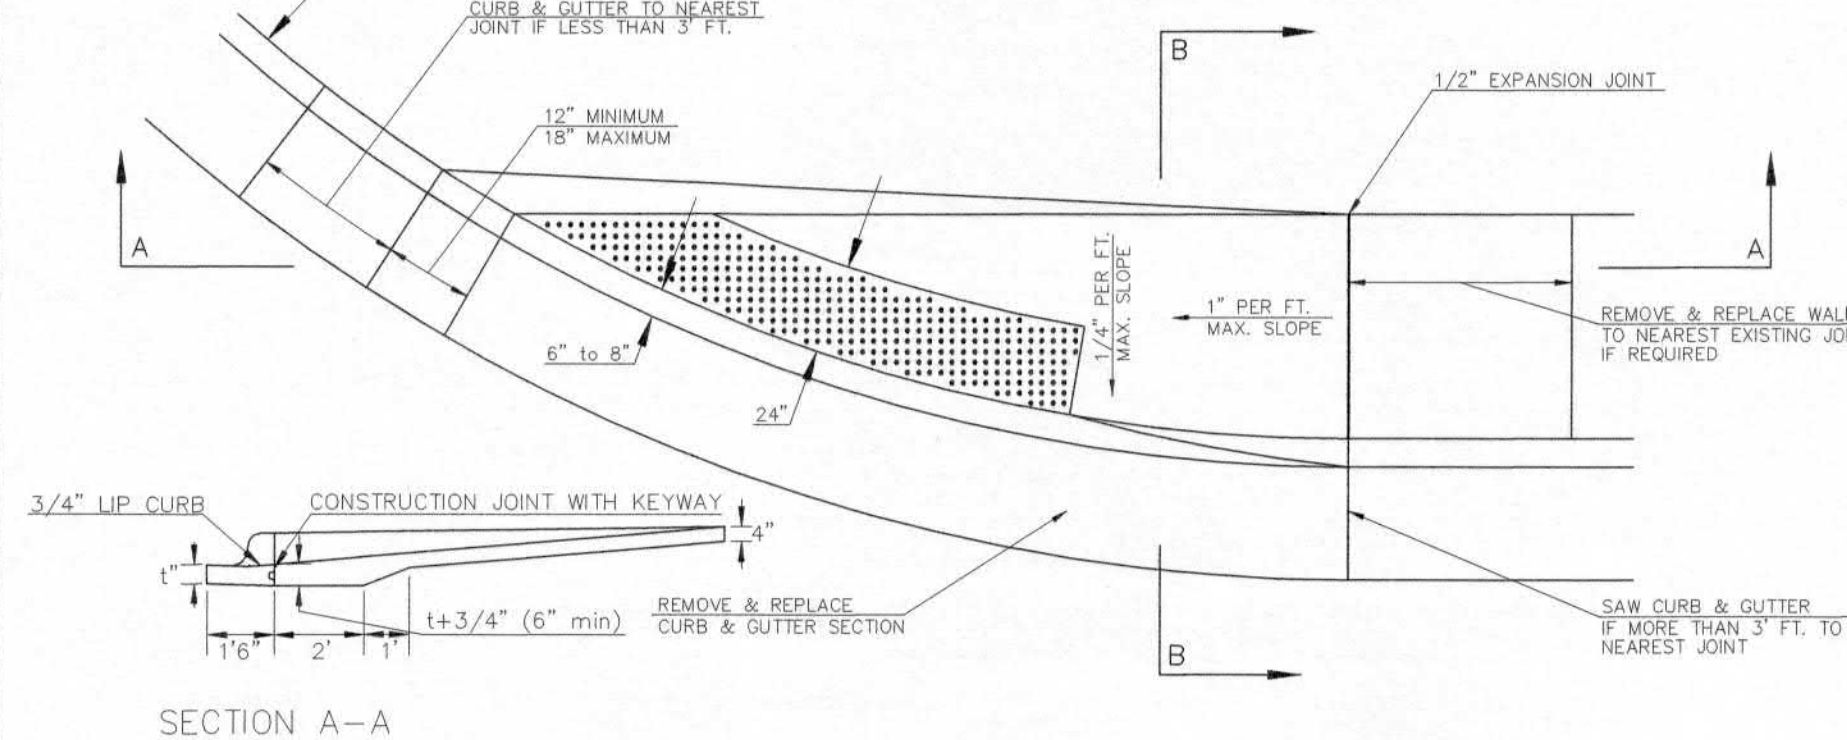 CURB & GUTTER TO NEAREST
JOINT IF LESS THAN 3' FT.
B
1/2" EXPANSION JOINT
12" MINIMUM
18" MAXIMUM
A
A
1/4" PER FT.
MAX. SLOPE
1" PER FT.
MAX. SLOPE
REMOVE & REPLACE
TO NEAREST EXISTING
IF REQUIRED
6" to 8"
24"
3/4" LIP CURB
CONSTRUCTION JOINT WITH KEYWAY
4"
t"
t+3/4" (6" min)
REMOVE & REPLACE
CURB & GUTTER SECTION
1'6"
2'
1'
B
SAW CURB & GUTTER
IF MORE THAN 3' FT. TO
NEAREST JOINT
SECTION A-A